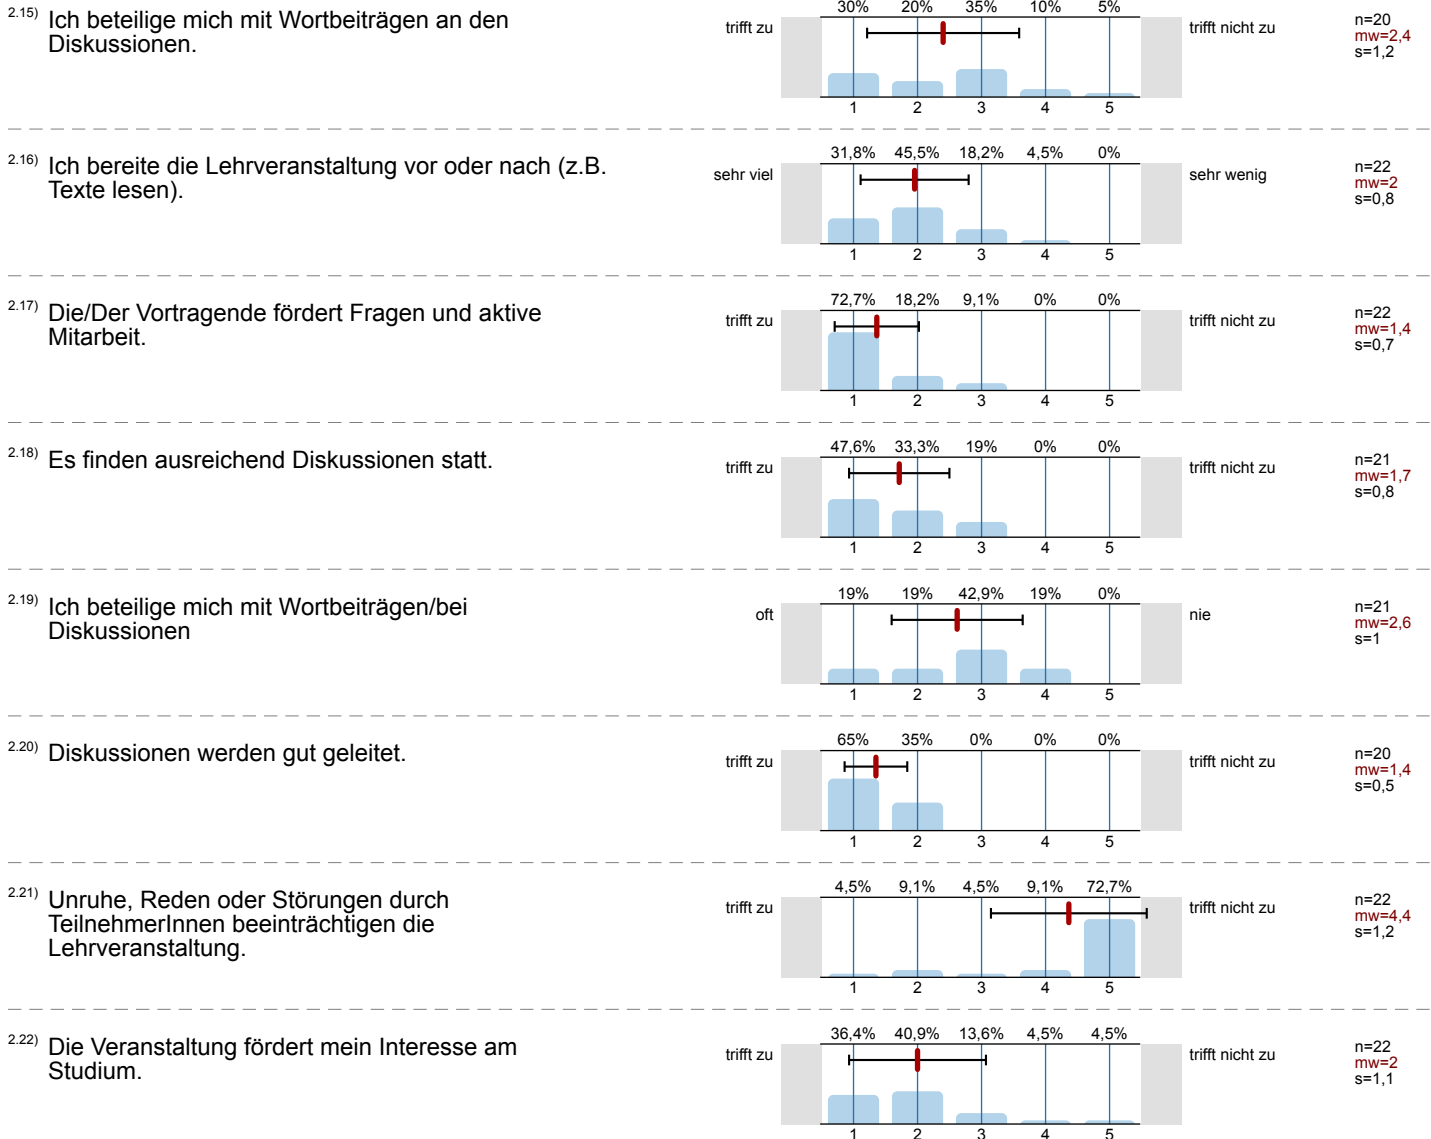 2.15) Ich beteilige mich mit Wortbeiträgen an den
Diskussionen.
30% 20% 35% 10% 5%
trifft zu
trifft nicht zu
n=20
mw=2,4
s=1,2
1 2 3 4 5
2.16) Ich bereite die Lehrveranstaltung vor oder nach (z.B.
Texte lesen).
31,8% 45,5% 18,2% 4,5% 0%
sehr viel
sehr wenig
n=22
mw=2
s=0,8
1 2 3 4 5
2.17) Die/Der Vortragende fördert Fragen und aktive
Mitarbeit.
72,7% 18,2% 9,1% 0% 0%
trifft zu
trifft nicht zu
n=22
mw=1,4
s=0,7
1 2 3 4 5
2.18) Es finden ausreichend Diskussionen statt.
47,6% 33,3% 19% 0% 0%
trifft zu
trifft nicht zu
n=21
mw=1,7
s=0,8
1 2 3 4 5
2.19) Ich beteilige mich mit Wortbeiträgen/bei
Diskussionen
19% 19% 42,9% 19% 0%
oft
nie
n=21
mw=2,6
s=1
1 2 3 4 5
2.20) Diskussionen werden gut geleitet.
65% 35% 0% 0% 0%
trifft zu
trifft nicht zu
n=20
mw=1,4
s=0,5
1 2 3 4 5
2.21) Unruhe, Reden oder Störungen durch
TeilnehmerInnen beeinträchtigen die
Lehrveranstaltung.
4,5% 9,1% 4,5% 9,1% 72,7%
trifft zu
trifft nicht zu
n=22
mw=4,4
s=1,2
1 2 3 4 5
2.22) Die Veranstaltung fördert mein Interesse am
Studium.
36,4% 40,9% 13,6% 4,5% 4,5%
trifft zu
trifft nicht zu
n=22
mw=2
s=1,1
1 2 3 4 5